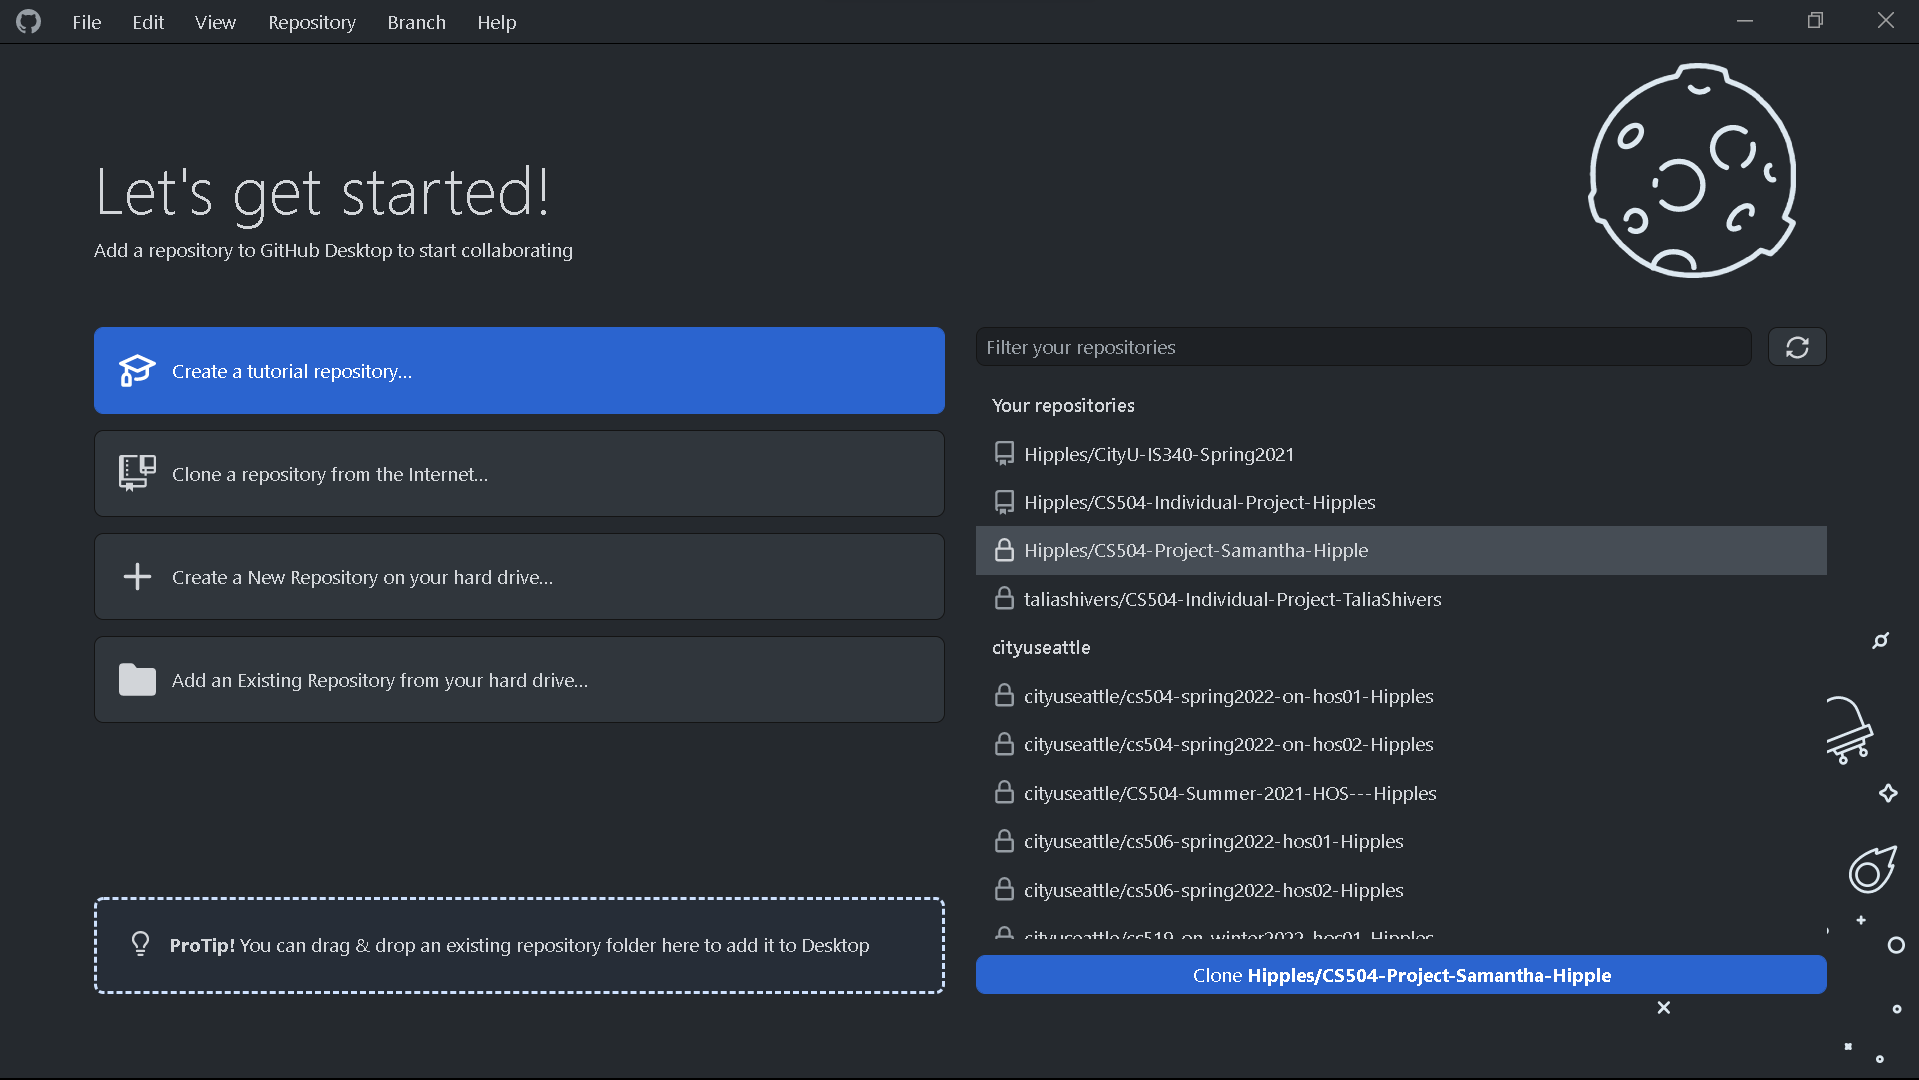 File Edit View Repository Branch Help
Let's get started!
Add a repository to GitHub Desktop to start collaborating
Create a tutorial repository...
Clone a repository from the Internet...
Create a New Repository on your hard drive...
Add an Existing Repository from your hard drive...
ProTip! You can drag & drop an existing repository folder here to add it to Desktop
Filter your repositories
Your repositories
Hipples/CityU-IS340-Spring2021
Hipples/CS504-Individual-Project-Hipples
Hipples/CS504-Project-Samantha-Hipple
taliashivers/CS504-Individual-Project-TaliaShivers
cityuseattle
cityuseattle/cs504-spring2022-on-hos01-Hipples
cityuseattle/cs504-spring2022-on-hos02-Hipples
cityuseattle/CS504-Summer-2021-HOS---Hipples
cityuseattle/cs506-spring2022-hos01-Hipples
cityuseattle/cs506-spring2022-hos02-Hipples
cityuseattle/cs519-on-winter2022-hos01-Hipples
Clone Hipples/CS504-Project-Samantha-Hipple